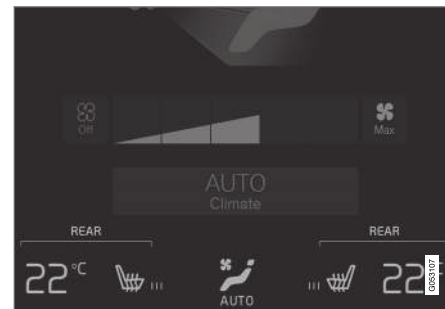 Off
Max
AUTO
Climate
REAR
REAR
22°C
AUTO
22°
G053107